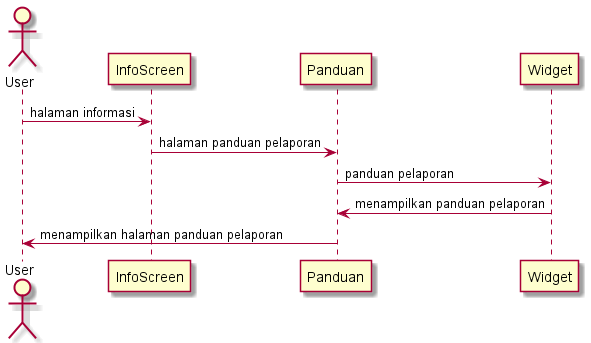 User
InfoScreen
Panduan
Widget
halaman informasi
halaman panduan pelaporan
panduan pelaporan
menampilkan panduan pelaporan
menampilkan halaman panduan pelaporan
User
InfoScreen
Panduan
Widget